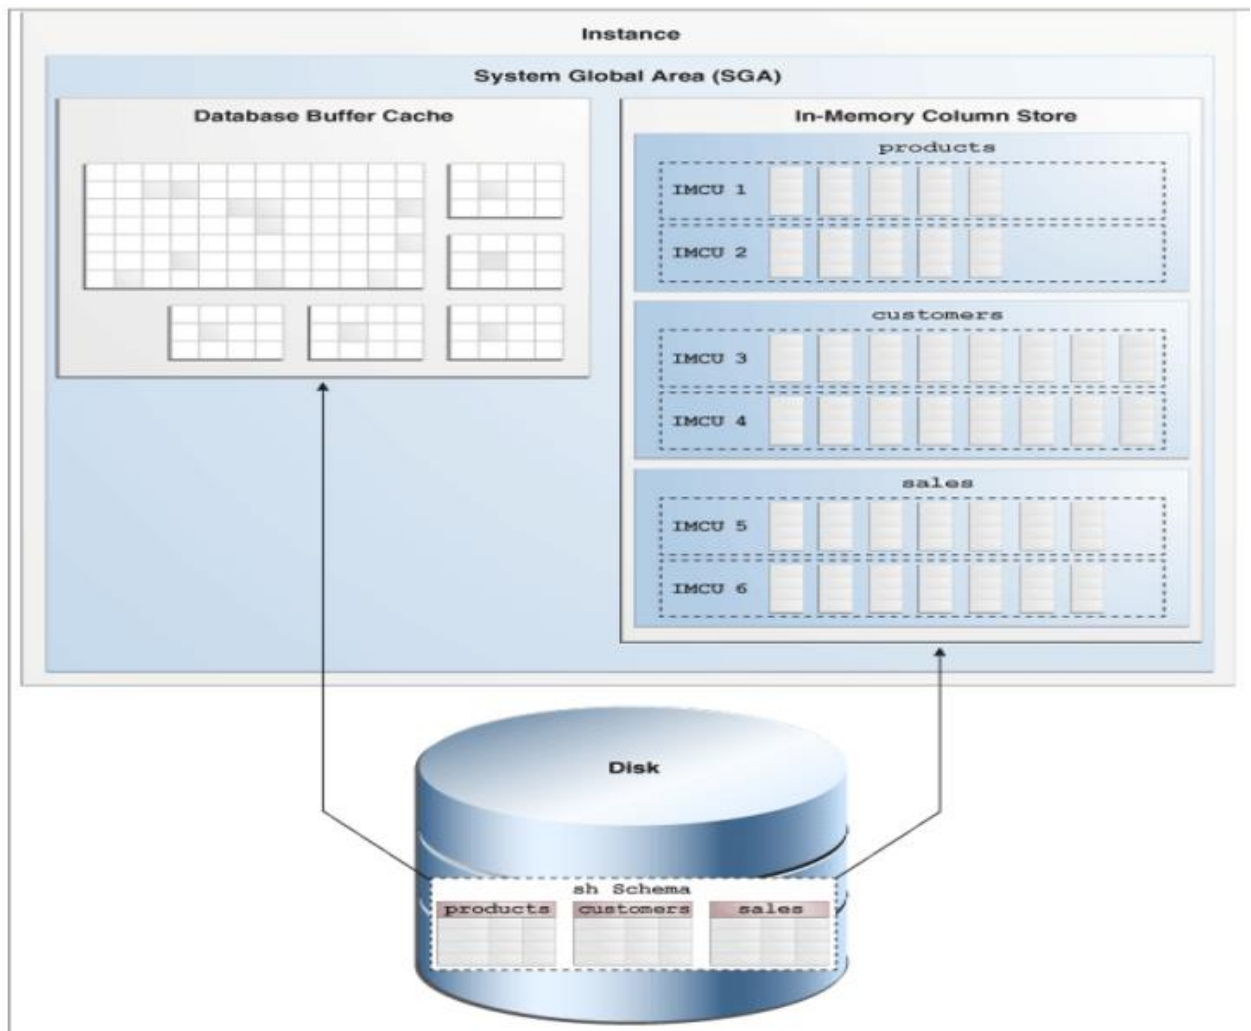 Instance
System Global Area (SGA)
Database Buffer Cache
In-Memory Column Store
products
IMCU 1
IMCU 2
customers
IMCU 3
IMCU 4
sales
IMCU 5
IMCU 6
Disk
sh Schema
products customers sales